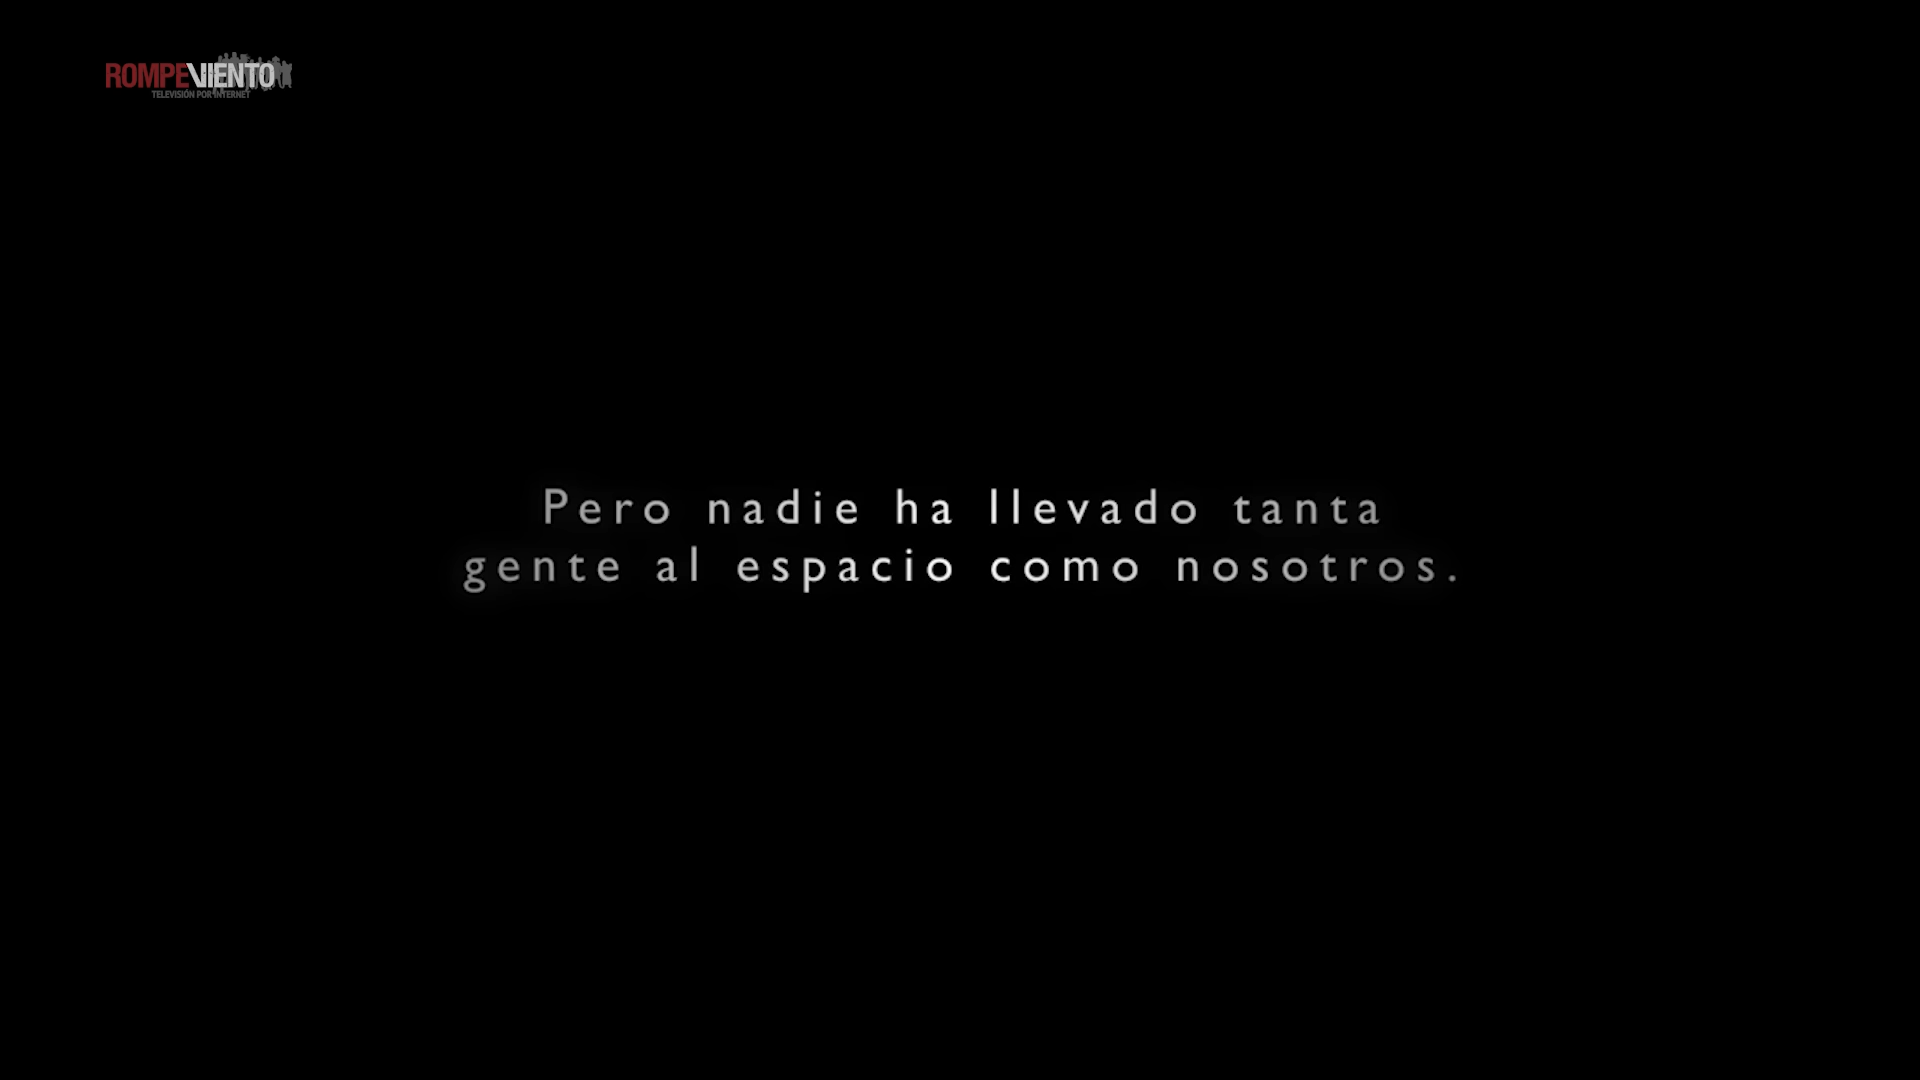 ROMPEVIENTO
TELEVISIÓN POR INTERNET
Pero nadie ha llevado tanta
gente al espacio como nosotros.